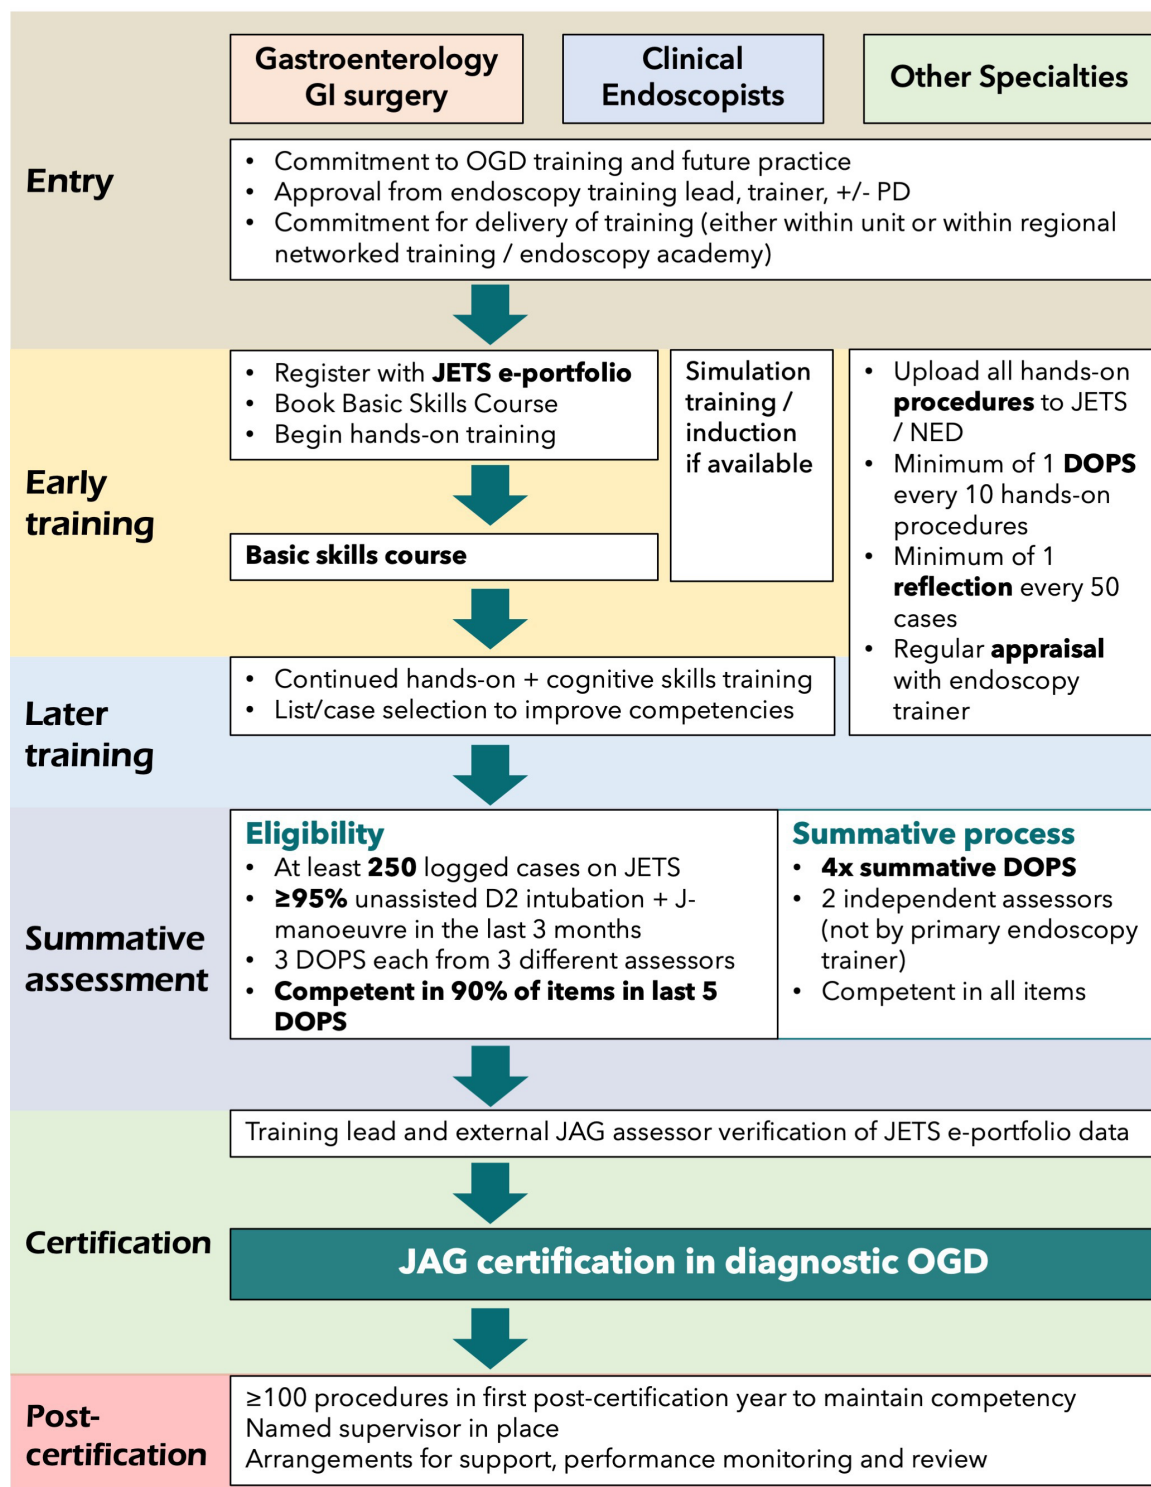 Gastroenterology
GI surgery
Clinical
Endoscopists
Other Specialties
Entry
• Commitment to OGD training and future practice
• Approval from endoscopy training lead, trainer, +/- PD
• Commitment for delivery of training (either within unit or within regional
networked training / endoscopy academy)
Early
training
• Register with JETS e-portfolio
• Book Basic Skills Course
• Begin hands-on training
Basic skills course
Simulation
training /
induction
if available
• Upload all hands-on
procedures to JETS
/ NED
• Minimum of 1 DOPS
every 10 hands-on
procedures
• Minimum of 1
reflection every 50
cases
• Regular appraisal
with endoscopy
trainer
Later
training
• Continued hands-on + cognitive skills training
• List/case selection to improve competencies
Summative
assessment
Eligibility
• At least 250 logged cases on JETS
• ≥95% unassisted D2 intubation + J-
manoeuvre in the last 3 months
• 3 DOPS each from 3 different assessors
• Competent in 90% of items in last 5
DOPS
Summative process
• 4x summative DOPS
• 2 independent assessors
(not by primary endoscopy
trainer)
• Competent in all items
Certification
Training lead and external JAG assessor verification of JETS e-portfolio data
JAG certification in diagnostic OGD
Post-
certification
≥100 procedures in first post-certification year to maintain competency
Named supervisor in place
Arrangements for support, performance monitoring and review